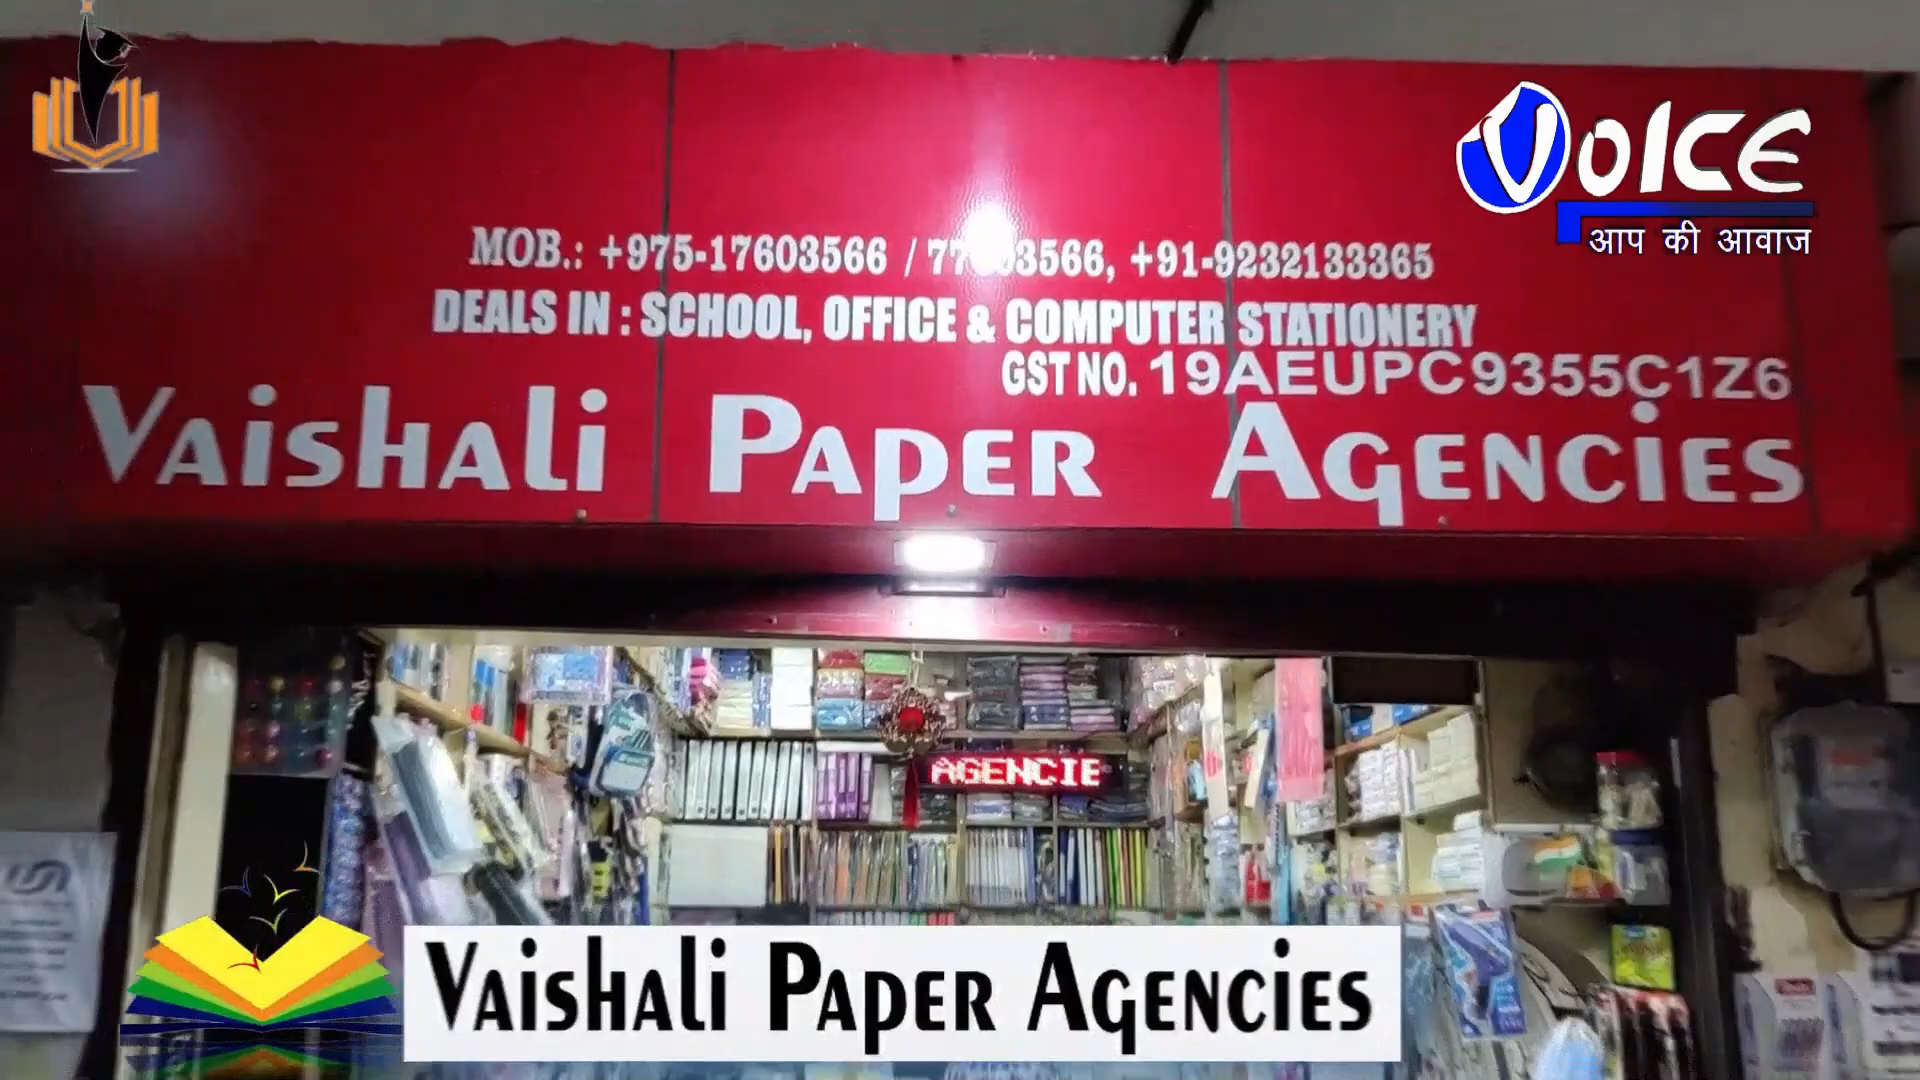 VOICE
आप की आवाज
MOB.: +975-17603566 / 3566, +91-9232133365
DEALS IN : SCHOOL, OFFICE & COMPUTER STATIONERY
GST NO. 19AEUPC9355C1Z6
VAISHALI PAPER AGENCIES
AGENCIE
VAISHALI PAPER AGENCIES